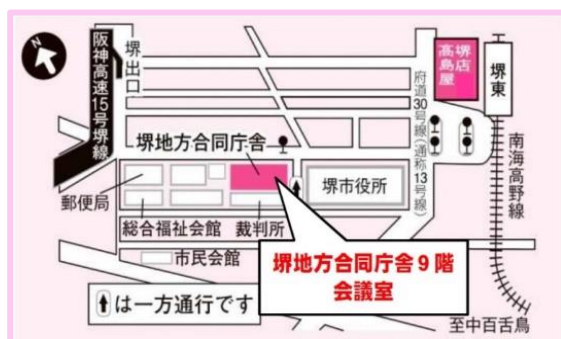 N
阪神高速15号堺線
堺出口
高島屋
堺店
堺東
府道30号線(通称13号線)
南海高野線
堺地方合同庁舎
堺市役所
郵便局
総合福祉会館
裁判所
市民会館
堺地方合同庁舎9階
会議室
は一方通行です
至中百舌鳥